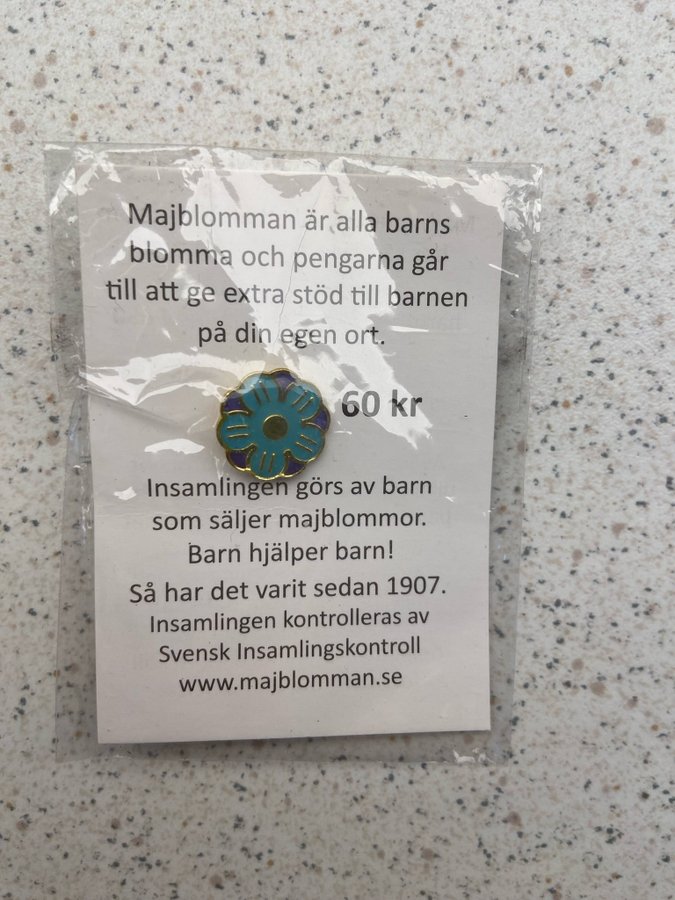 Majblomman är alla barns
blomma och pengarna går
till att ge extra stöd till barnen
på din egen ort.
60 kr
Insamlingen görs av barn
som säljer majblommor.
Barn hjälper barn!
Så har det varit sedan 1907.
Insamlingen kontrolleras av
Svensk Insamlingskontroll
www.majblomman.se